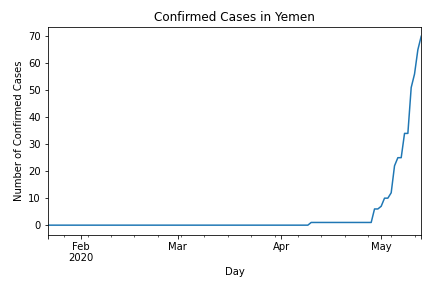 Confirmed Cases in Yemen
Number of Confirmed Cases
70
60
50
40
30
20
10
0
Feb
2020
Mar
Apr
May
Day